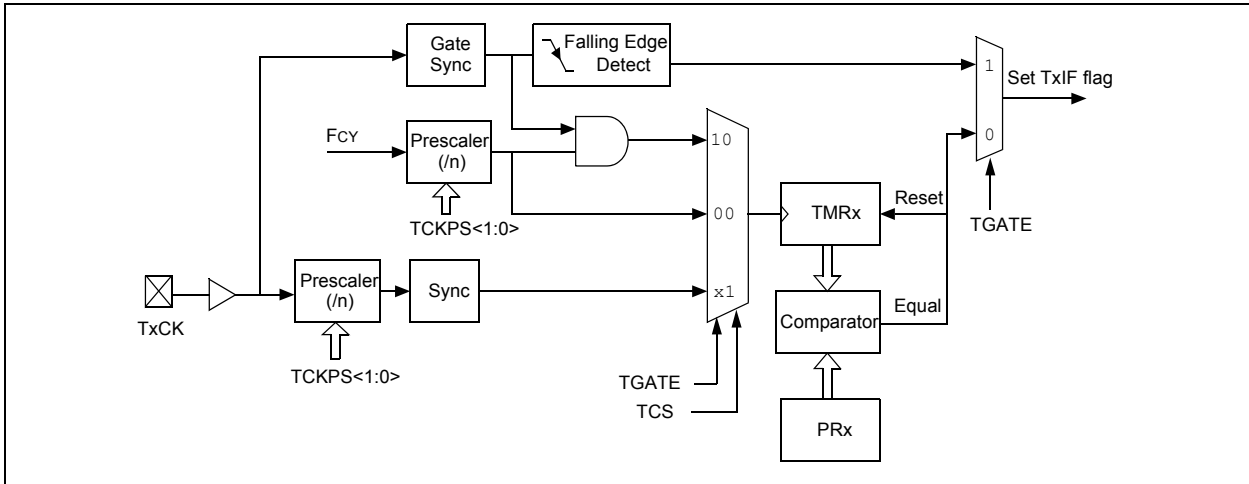 Gate
Sync
Falling Edge
Detect
1
Set TxIF flag
0
FCY
Prescaler
(/n)
10
TCKPS<1:0>
00
TMRx
Reset
TGATE
Prescaler
(/n)
Sync
x1
TxCK
Comparator
Equal
TCKPS<1:0>
TGATE
TCS
PRx